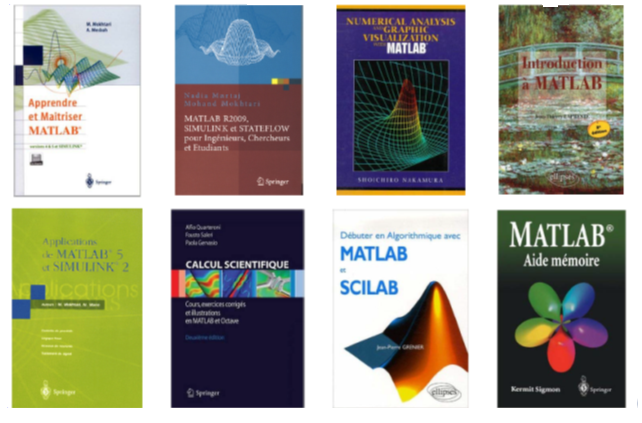 M. Mokhtari
A. Mesbah
Apprendre
et Maîtriser
MATLAB®
Springer
Nadia Martaj
Mohand Mokhtari
MATLAB R2009,
SIMULINK et STATEFLOW
pour Ingénieurs, Chercheurs
et Etudiants
Springer
NUMERICAL ANALYSIS
AND GRAPHIC
VISUALIZATION
WITH MATLAB®
SHOICHIRO NAKAMURA
Introduction
à MATLAB
ellipses
Applications
de MATLAB® 5
et SIMULINK® 2
Springer
Alfio Quarteroni
Fausto Saleri
Paola Gervasio
CALCUL SCIENTIFIQUE
Cours, exercices corrigés
et illustrations
en MATLAB et Octave
Deuxième édition
Springer
Débuter en Algorithmique avec
MATLAB
et
SCILAB
Jean-Pierre GRENIER
ellipses
MATLAB®
Aide mémoire
Kermit Sigmon
Springer